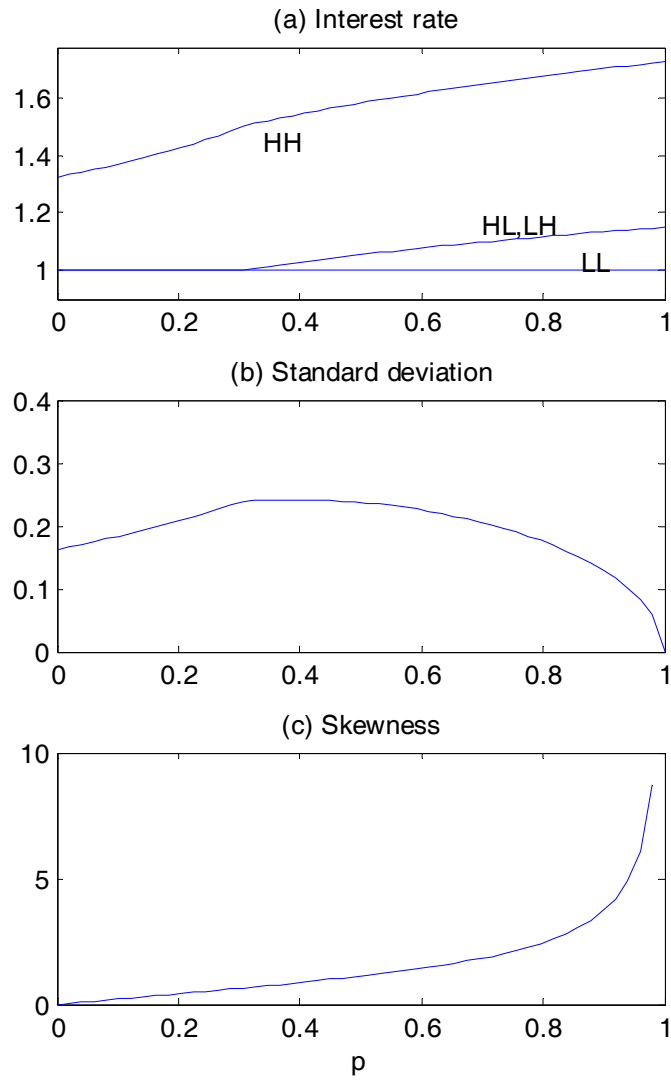 (a) Interest rate
1.6
1.4
1.2
1
HH
HL,LH
LL
0 0.2 0.4 0.6 0.8 1
(b) Standard deviation
0.4
0.3
0.2
0.1
0
0 0.2 0.4 0.6 0.8 1
(c) Skewness
10
5
0
0 0.2 0.4 0.6 0.8 1
p